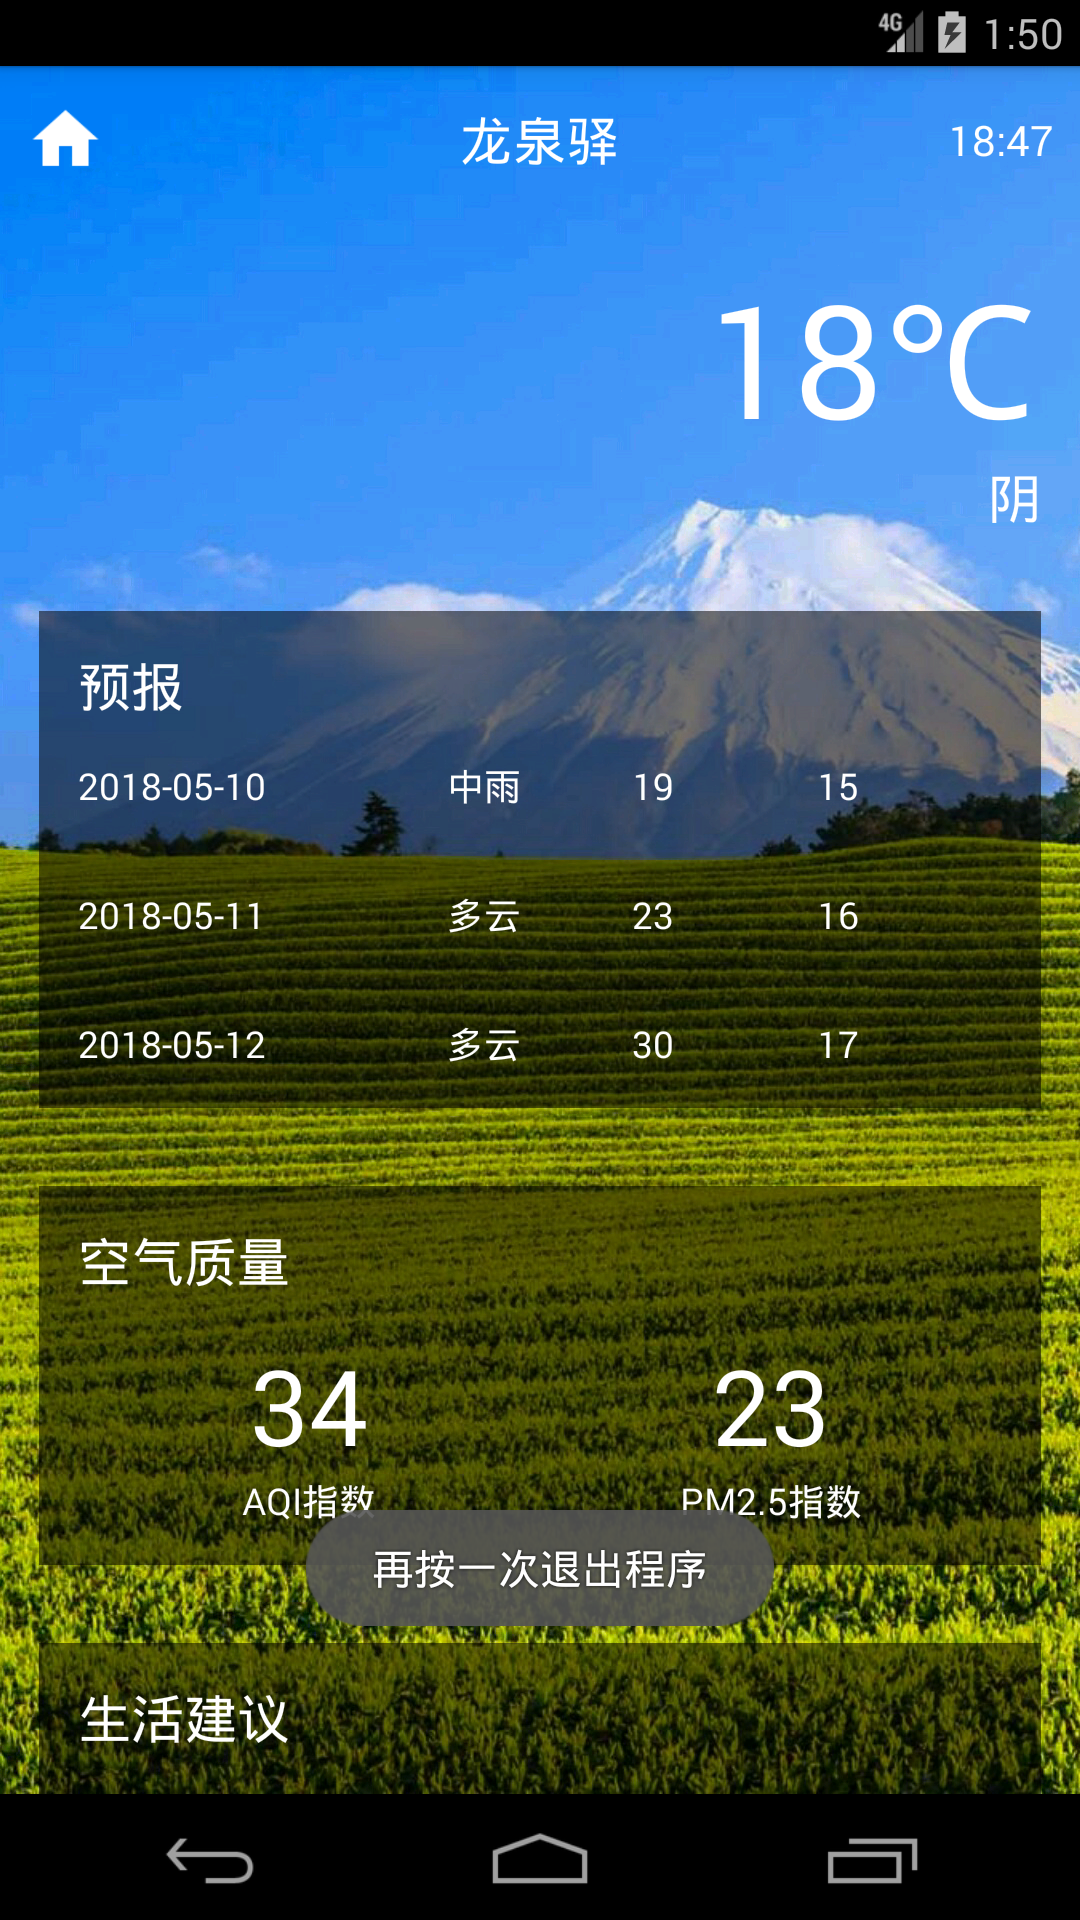 4G 1:50
龙泉驿 18:47
18℃
阴
预报
2018-05-10 中雨 19 15
2018-05-11 多云 23 16
2018-05-12 多云 30 17
空气质量
34 23
AQI指数 PM2.5指数
再按一次退出程序
生活建议